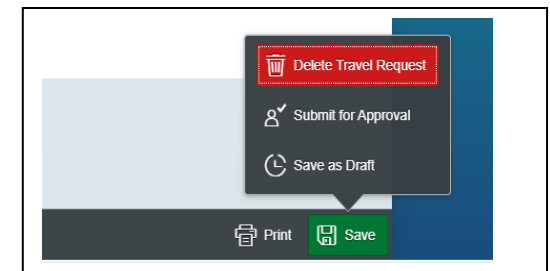 Delete Travel Request
Submit for Approval
Save as Draft
Print Save